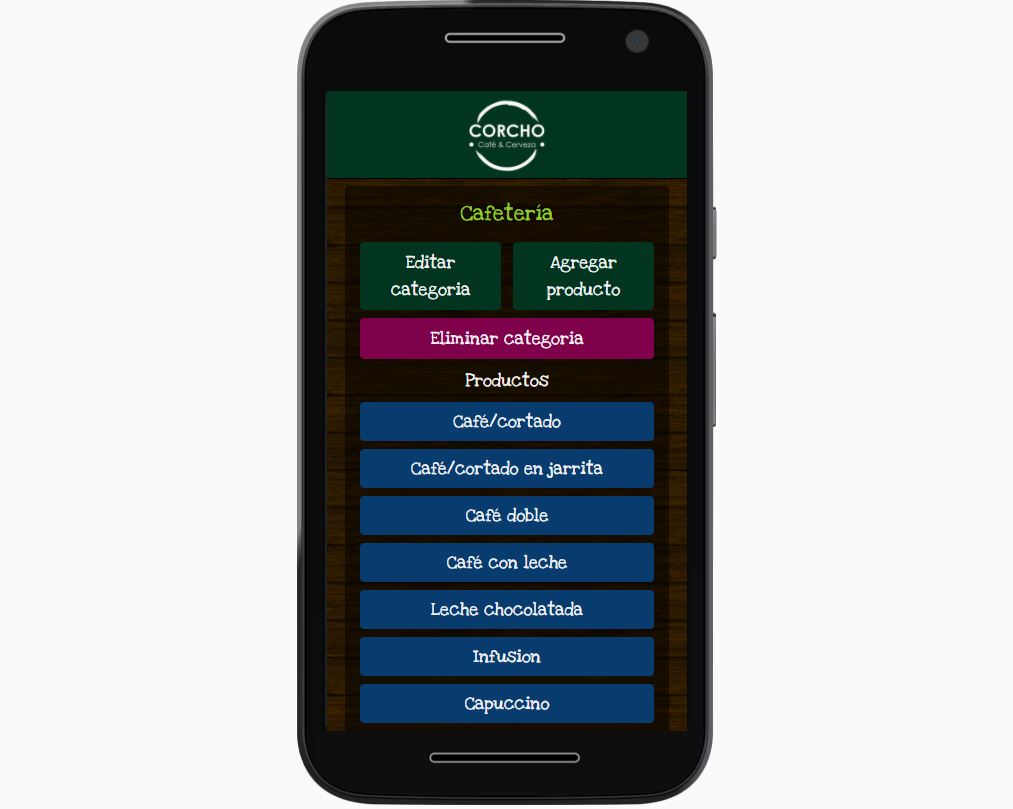 CORCHO
Café & Cerveza
Cafetería
Editar
categoria
Agregar
producto
Eliminar categoria
Productos
Café/cortado
Café/cortado en jarrita
Café doble
Café con leche
Leche chocolatada
Infusion
Capuccino